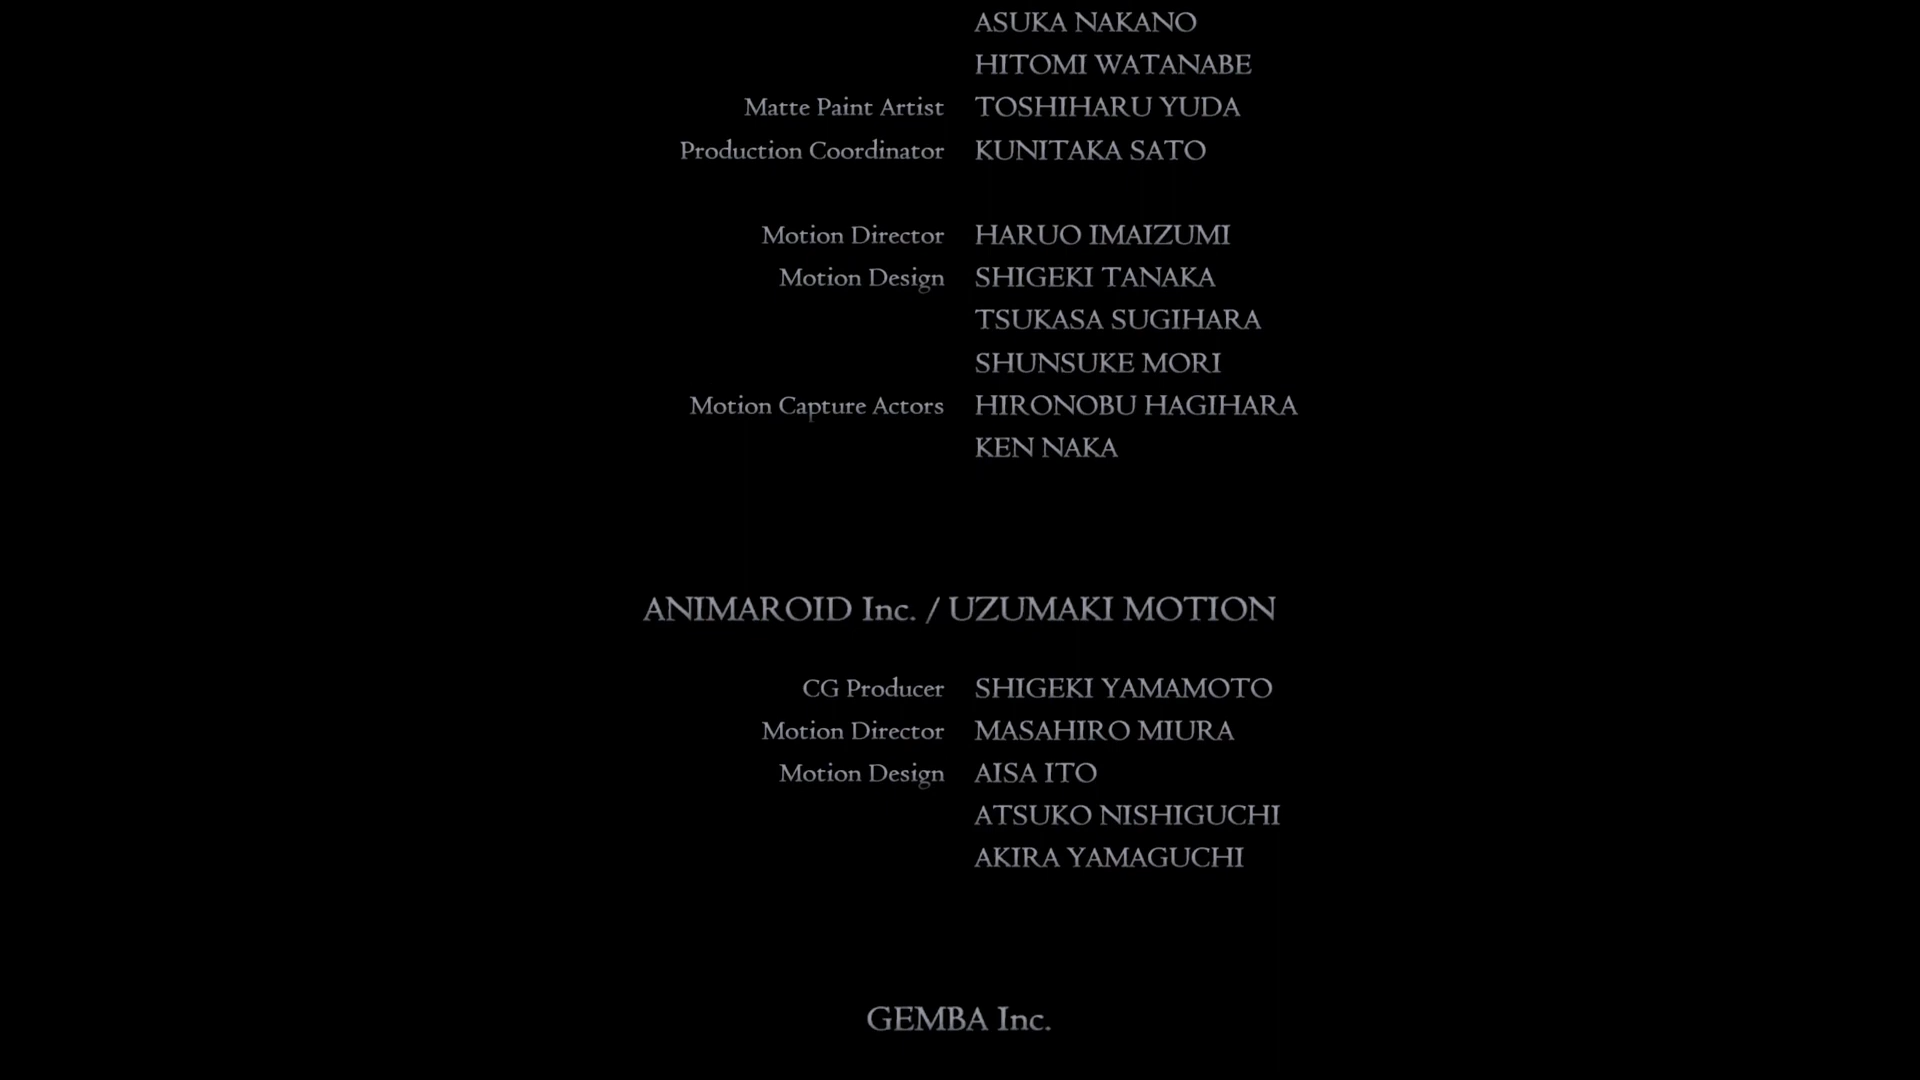 ASUKA NAKANO
HITOMI WATANABE
Matte Paint Artist TOSHIHARU YUDA
Production Coordinator KUNITAKA SATO
Motion Director HARUO IMAIZUMI
Motion Design SHIGEKI TANAKA
TSUKASA SUGIHARA
SHUNSUKE MORI
Motion Capture Actors HIRONOBU HAGIHARA
KEN NAKA
ANIMAROID Inc. / UZUMAKI MOTION
CG Producer SHIGEKI YAMAMOTO
Motion Director MASAHIRO MIURA
Motion Design AISA ITO
ATSUKO NISHIGUCHI
AKIRA YAMAGUCHI
GEMBA Inc.